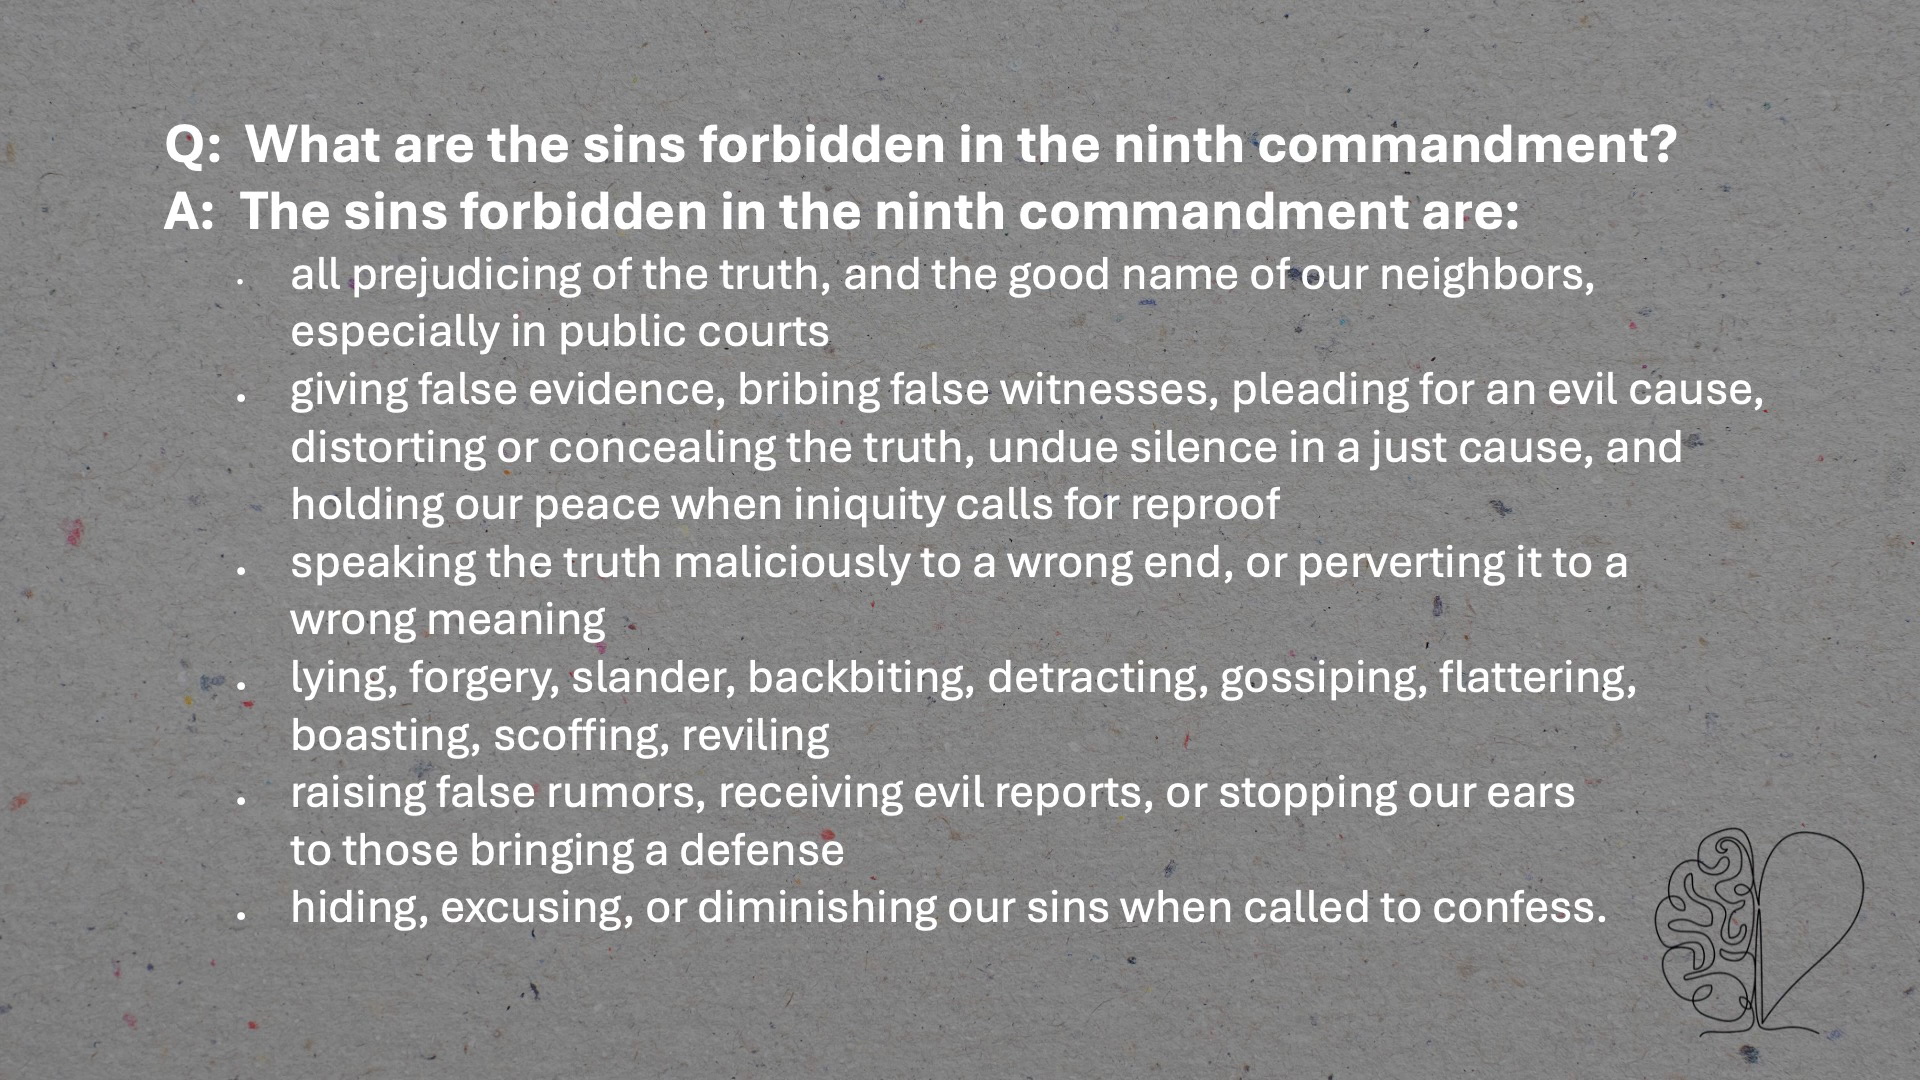 Q: What are the sins forbidden in the ninth commandment?
A: The sins forbidden in the ninth commandment are:
• all prejudicing of the truth, and the good name of our neighbors,
especially in public courts
• giving false evidence, bribing false witnesses, pleading for an evil cause,
distorting or concealing the truth, undue silence in a just cause, and
holding our peace when iniquity calls for reproof
• speaking the truth maliciously to a wrong end, or perverting it to a
wrong meaning
• lying, forgery, slander, backbiting, detracting, gossiping, flattering,
boasting, scoffing, reviling
• raising false rumors, receiving evil reports, or stopping our ears
to those bringing a defense
• hiding, excusing, or diminishing our sins when called to confess.